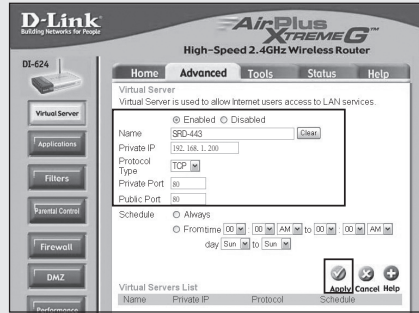 D-Link
Building Networks for People
AirPlus
XTREME G™
High-Speed 2.4GHz Wireless Router
DI-624
Home Advanced Tools Status Help
Virtual Server
Applications
Filters
Parental Control
Firewall
DMZ
Performance
Virtual Server
Virtual Server is used to allow Internet users access to LAN services.
Enabled Disabled
Name SRD-443 Clear
Private IP 192. 168. 1. 200
Protocol Type TCP
Private Port 80
Public Port 80
Schedule Always
From time 00 : 00 AM to 00 : 00 AM
day Sun to Sun
Apply Cancel Help
Virtual Servers List
Name Private IP Protocol Schedule